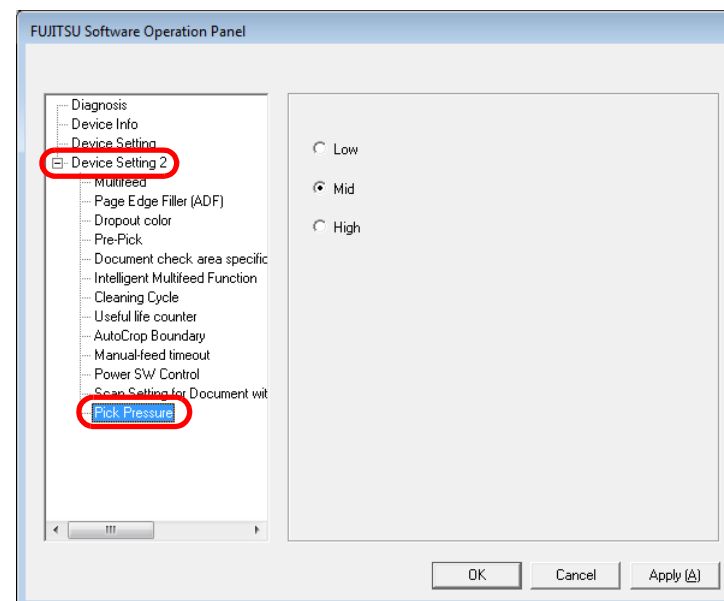 FUJITSU Software Operation Panel
Diagnosis
Device Info
Device Setting
Device Setting 2
Multifeed
Page Edge Filler (ADF)
Dropout color
Pre-Pick
Document check area specific
Intelligent Multifeed Function
Cleaning Cycle
Useful life counter
AutoCrop Boundary
Manual-feed timeout
Power SW Control
Scan Setting for Document wit
Pick Pressure
Low
Mid
High
OK
Cancel
Apply (A)